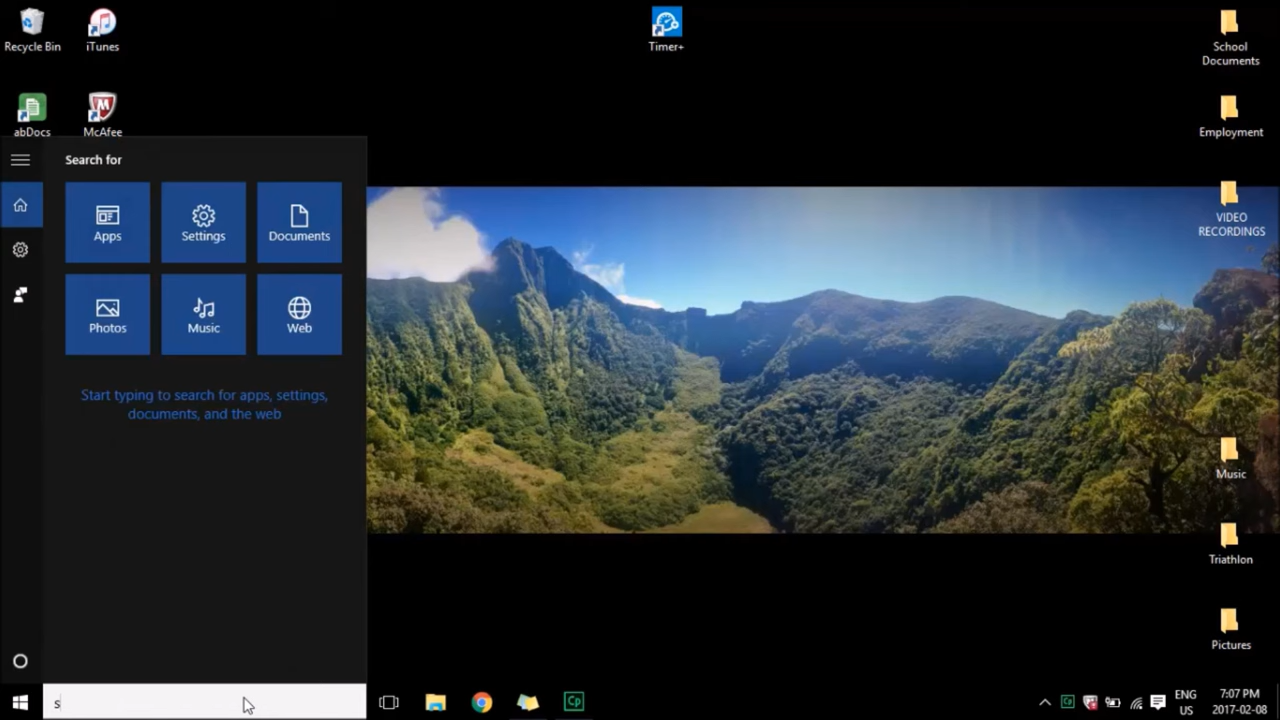 Recycle Bin
iTunes
Timer+
School
Documents
abDocs
McAfee
Employment
Search for
Apps
Settings
Documents
Photos
Music
Web
Start typing to search for apps, settings,
documents, and the web
VIDEO
RECORDINGS
Music
Triathlon
Pictures
s
Cp
Cp
ENG
US
7:07 PM
2017-02-08